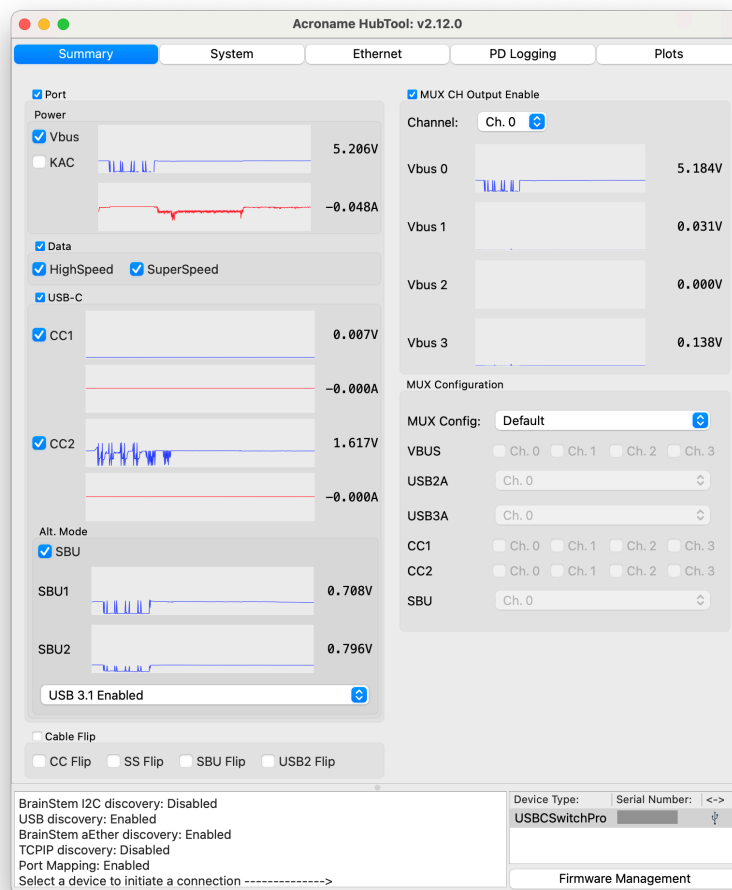 Acroname HubTool: v2.12.0
Summary System Ethernet PD Logging Plots
Port
Power
Vbus
KAC
5.206V
-0.048A
Data
HighSpeed SuperSpeed
USB-C
CC1
0.007V
-0.000A
CC2
1.617V
-0.000A
Alt. Mode
SBU
SBU1
0.708V
SBU2
0.796V
USB 3.1 Enabled
Cable Flip
CC Flip SS Flip SBU Flip USB2 Flip
MUX CH Output Enable
Channel: Ch. 0
Vbus 0 5.184V
Vbus 1 0.031V
Vbus 2 0.000V
Vbus 3 0.138V
MUX Configuration
MUX Config: Default
VBUS Ch. 0 Ch. 1 Ch. 2 Ch. 3
USB2A Ch. 0
USB3A Ch. 0
CC1 Ch. 0 Ch. 1 Ch. 2 Ch. 3
CC2 Ch. 0 Ch. 1 Ch. 2 Ch. 3
SBU Ch. 0
BrainStem I2C discovery: Disabled
USB discovery: Enabled
BrainStem aEther discovery: Enabled
TCPIP discovery: Disabled
Port Mapping: Enabled
Select a device to initiate a connection -------------->
Device Type: Serial Number: <->
USBCSwitchPro
Firmware Management